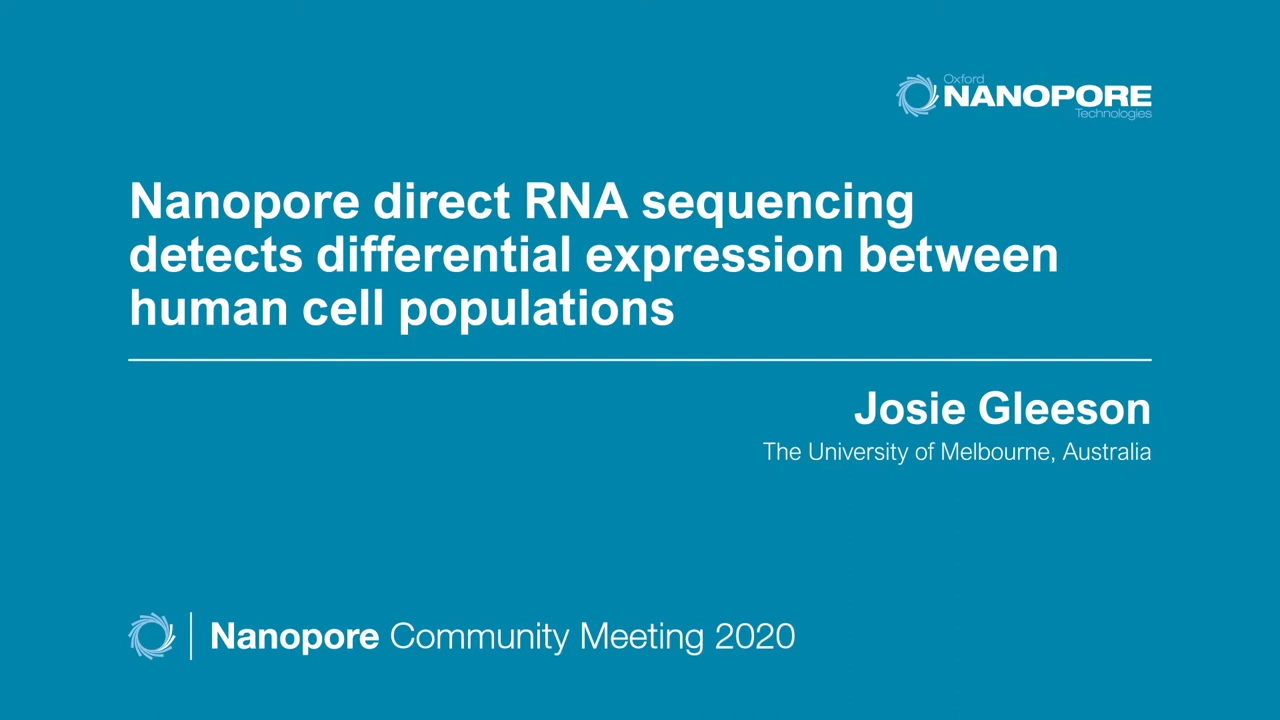 Oxford
NANOPORE
Technologies
Nanopore direct RNA sequencing
detects differential expression between
human cell populations
Josie Gleeson
The University of Melbourne, Australia
Nanopore Community Meeting 2020